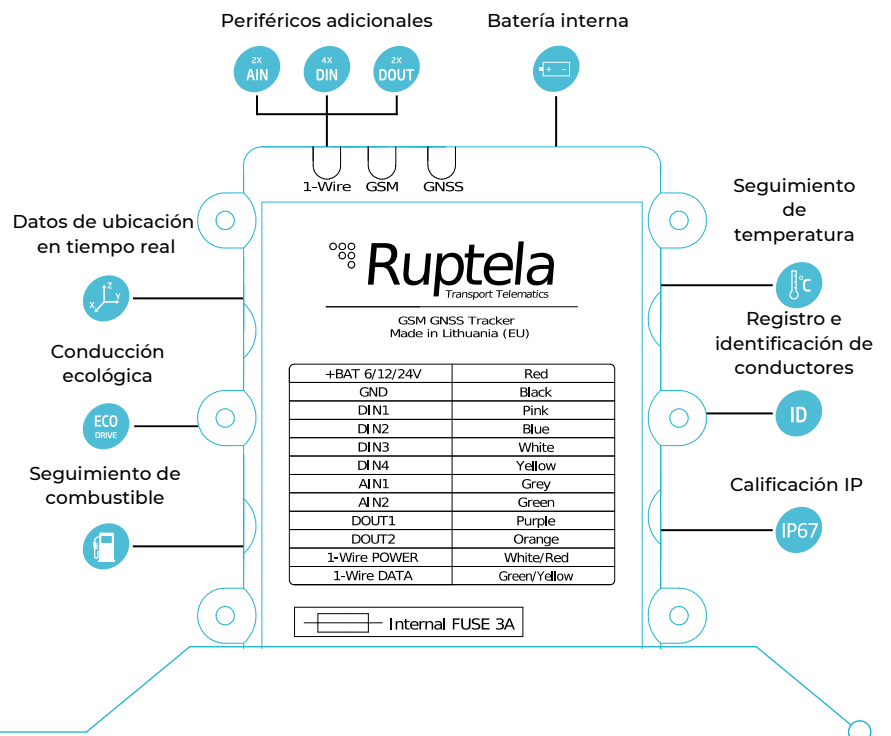 Periféricos adicionales
Batería interna
2X
AIN
4X
DIN
2X
DOUT
+ -
1-Wire GSM GNSS
Datos de ubicación
en tiempo real
Z
X Y
Conducción
ecológica
ECO
DRIVE
Seguimiento de
combustible
Ruptela
Transport Telematics
GSM GNSS Tracker
Made in Lithuania (EU)
+BAT 6/12/24V Red
GND Black
DIN1 Pink
DIN2 Blue
DIN3 White
DIN4 Yellow
AIN1 Grey
AIN2 Green
DOUT1 Purple
DOUT2 Orange
1-Wire POWER White/Red
1-Wire DATA Green/Yellow
Internal FUSE 3A
Seguimiento
de
temperatura
°C
Registro e
identificación de
conductores
ID
Calificación IP
IP67